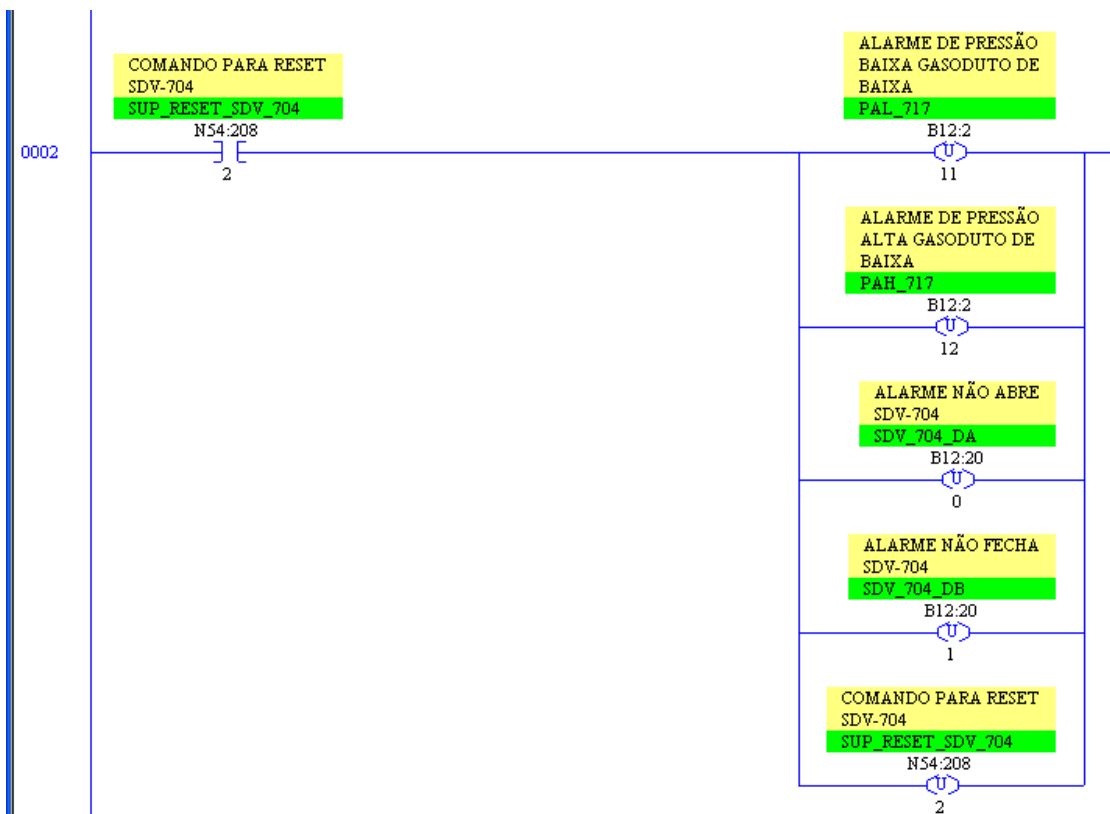 COMANDO PARA RESET
SDV-704
SUP_RESET_SDV_704
N54:208
2
0002
ALARME DE PRESSÃO
BAIXA GASODUTO DE
BAIXA
PAL_717
B12:2
U
11
ALARME DE PRESSÃO
ALTA GASODUTO DE
BAIXA
PAH_717
B12:2
U
12
ALARME NÃO ABRE
SDV-704
SDV_704_DA
B12:20
U
0
ALARME NÃO FECHA
SDV-704
SDV_704_DB
B12:20
U
1
COMANDO PARA RESET
SDV-704
SUP_RESET_SDV_704
N54:208
U
2